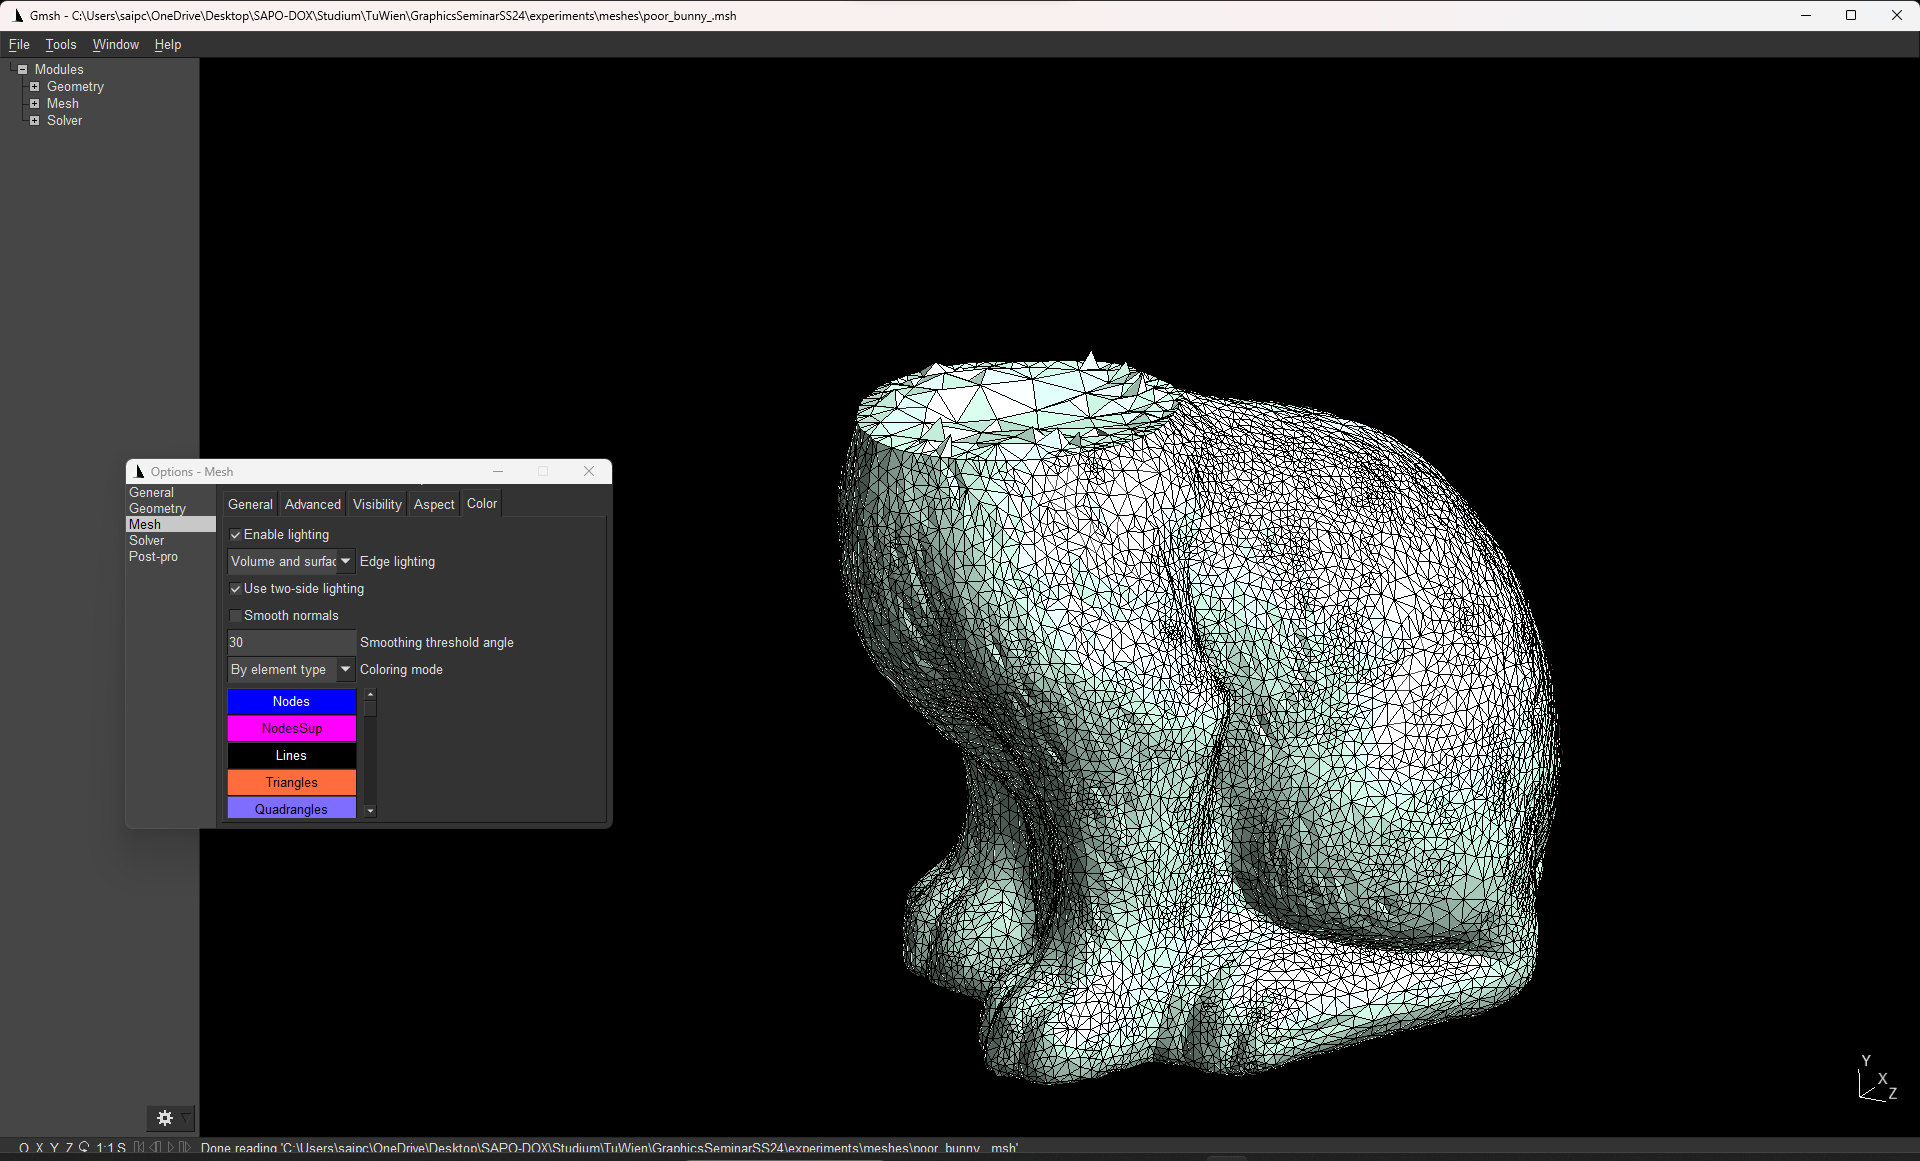 Gmsh - C:\Users\saipc\OneDrive\Desktop\SAPO-DOX\Studium\TuWien\GraphicsSeminarSS24\experiments\meshes\poor_bunny_.msh
File Tools Window Help
Modules
Geometry
Mesh
Solver
Options - Mesh
General
Geometry
Mesh
Solver
Post-pro
General Advanced Visibility Aspect Color
Enable lighting
Volume and surfac Edge lighting
Use two-side lighting
Smooth normals
30 Smoothing threshold angle
By element type Coloring mode
Nodes
NodesSup
Lines
Triangles
Quadrangles
Y
X
Z
O X Y Z 1:1 S Done reading 'C:\Users\saipc\OneDrive\Desktop\SAPO-DOX\Studium\TuWien\GraphicsSeminarSS24\experiments\meshes\poor_bunny_.msh'